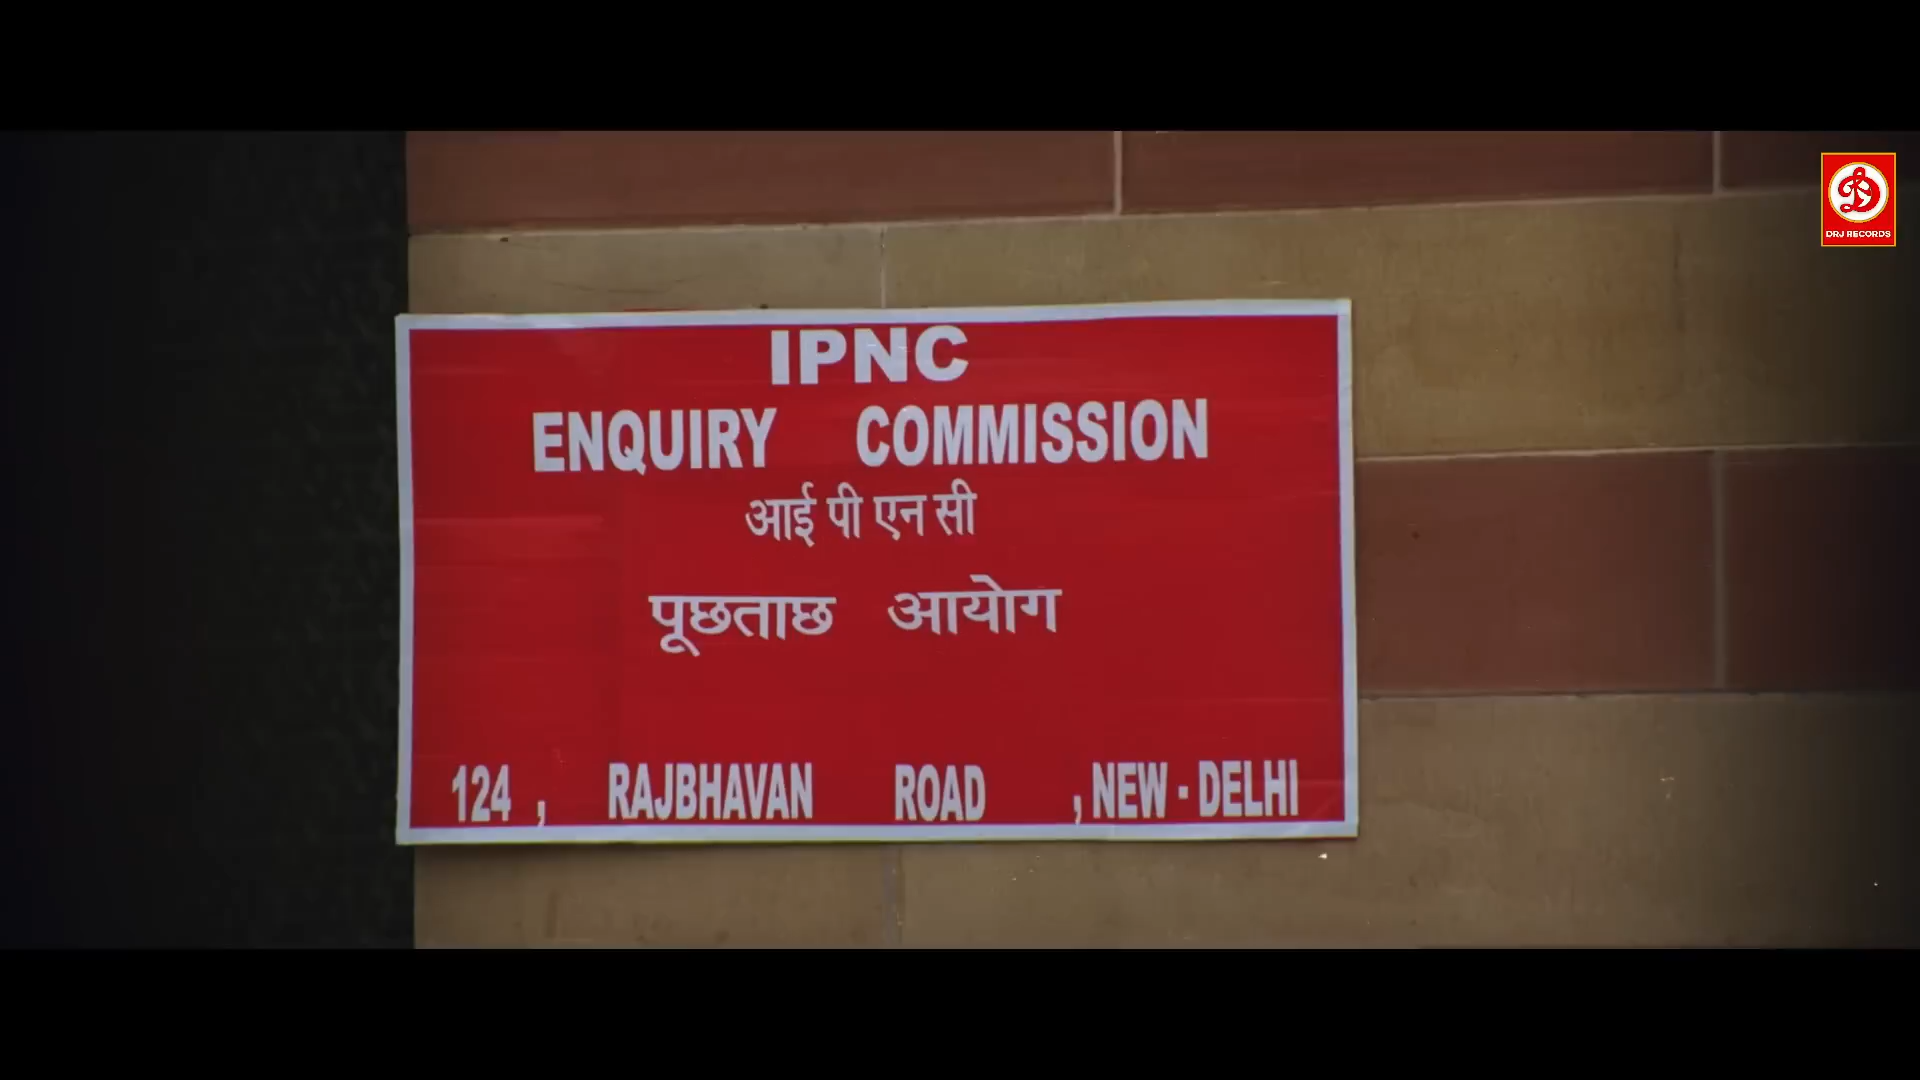 IPNC
ENQUIRY COMMISSION
आई पी एन सी
पूछताछ आयोग
124 , RAJBHAVAN ROAD , NEW - DELHI
DRJ RECORDS